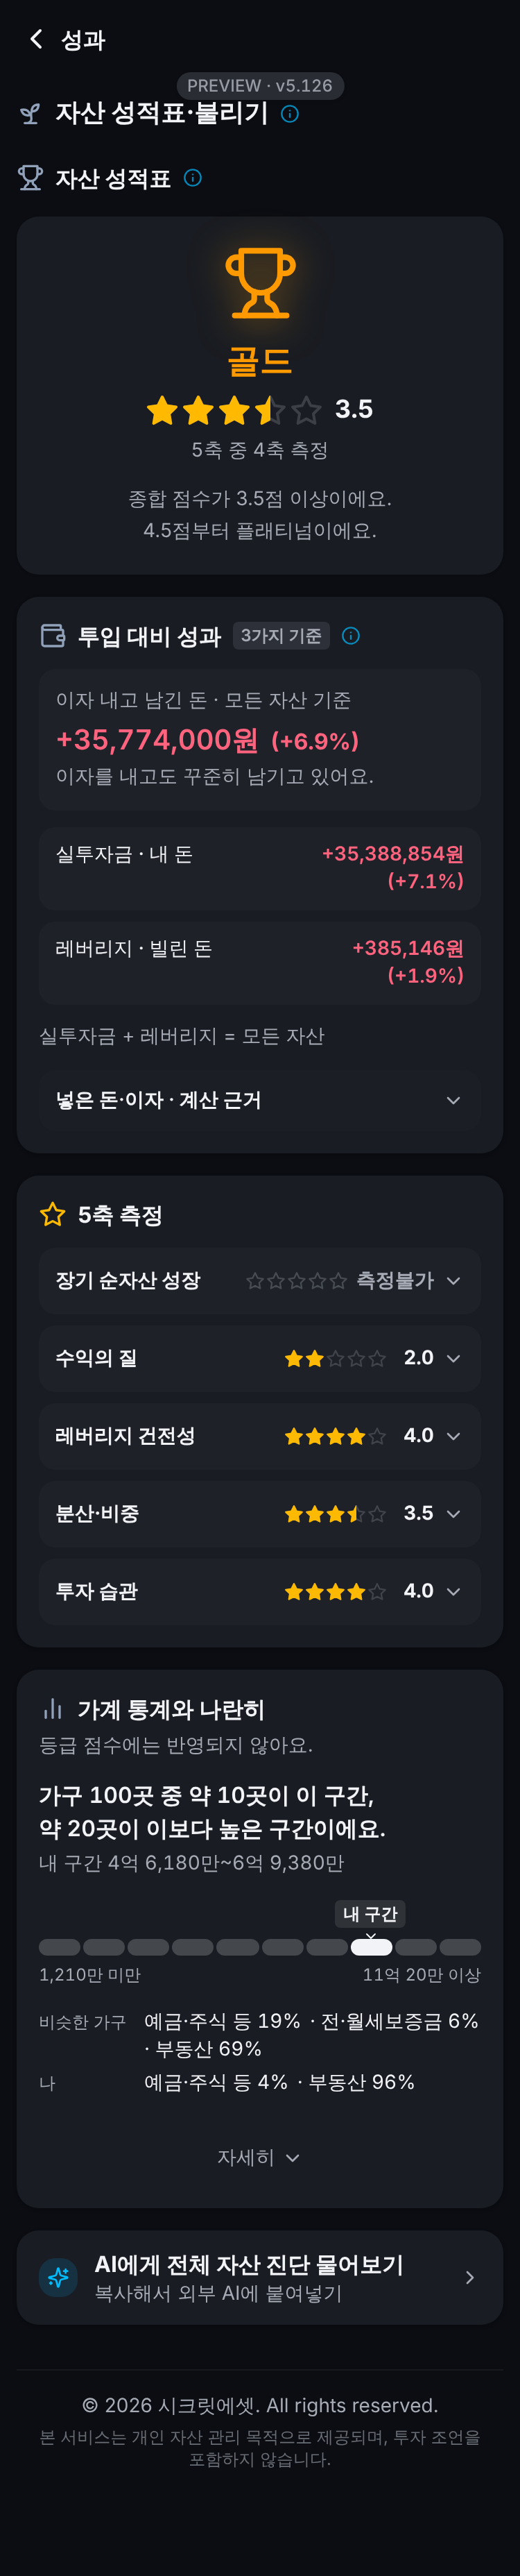 성과
PREVIEW · v5.126
자산 성적표·불리기
자산 성적표
골드
3.5
5축 중 4축 측정
종합 점수가 3.5점 이상이에요.
4.5점부터 플래티넘이에요.
투입 대비 성과 3가지 기준
이자 내고 남긴 돈 · 모든 자산 기준
+35,774,000원 (+6.9%)
이자를 내고도 꾸준히 남기고 있어요.
실투자금 · 내 돈 +35,388,854원
(+7.1%)
레버리지 · 빌린 돈 +385,146원
(+1.9%)
실투자금 + 레버리지 = 모든 자산
넣은 돈·이자 · 계산 근거
5축 측정
장기 순자산 성장 측정불가
수익의 질 2.0
레버리지 건전성 4.0
분산·비중 3.5
투자 습관 4.0
가계 통계와 나란히
등급 점수에는 반영되지 않아요.
가구 100곳 중 약 10곳이 이 구간,
약 20곳이 이보다 높은 구간이에요.
내 구간 4억 6,180만~6억 9,380만
내 구간
1,210만 미만 11억 20만 이상
비슷한 가구 예금·주식 등 19% · 전·월세보증금 6%
· 부동산 69%
나 예금·주식 등 4% · 부동산 96%
자세히
AI에게 전체 자산 진단 물어보기
복사해서 외부 AI에 붙여넣기
© 2026 시크릿에셋. All rights reserved.
본 서비스는 개인 자산 관리 목적으로 제공되며, 투자 조언을
포함하지 않습니다.